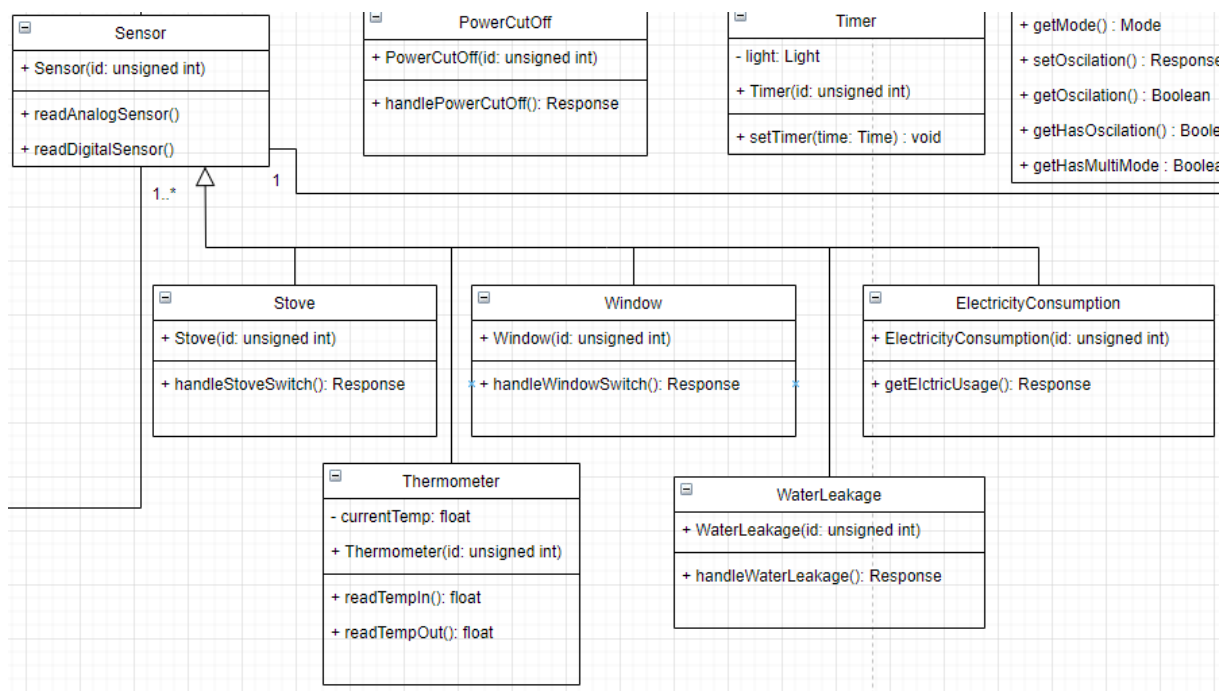 Sensor
+ Sensor(id: unsigned int)
+ readAnalogSensor()
+ readDigitalSensor()
PowerCutOff
+ PowerCutOff(id: unsigned int)
+ handlePowerCutOff(): Response
Timer
- light: Light
+ Timer(id: unsigned int)
+ setTimer(time: Time) : void
+ getMode() : Mode
+ setOscilation() : Response
+ getOscilation() : Boolean
+ getHasOscilation() : Boole
+ getHasMultiMode : Boolea
1..*
1
Stove
+ Stove(id: unsigned int)
+ handleStoveSwitch(): Response
Window
+ Window(id: unsigned int)
+ handleWindowSwitch(): Response
ElectricityConsumption
+ ElectricityConsumption(id: unsigned int)
+ getElctricUsage(): Response
Thermometer
- currentTemp: float
+ Thermometer(id: unsigned int)
+ readTempIn(): float
+ readTempOut(): float
WaterLeakage
+ WaterLeakage(id: unsigned int)
+ handleWaterLeakage(): Response